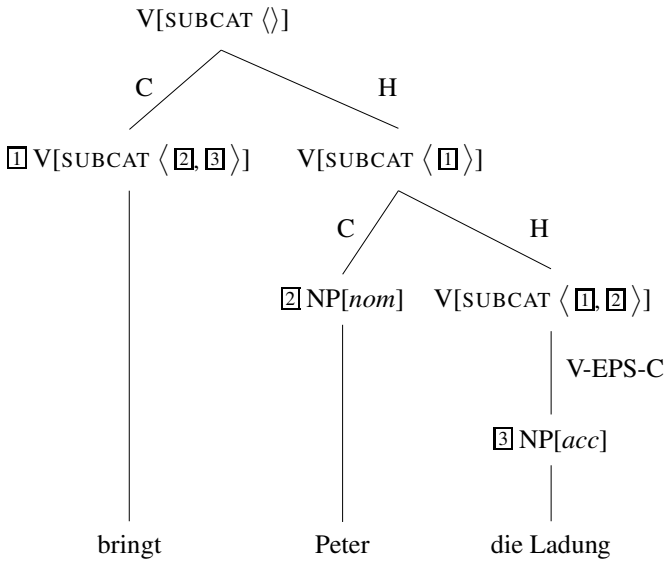 V[SUBCAT ⟨⟩]
C H
1 V[SUBCAT ⟨ 2, 3 ⟩] V[SUBCAT ⟨ 1 ⟩]
C H
2 NP[nom] V[SUBCAT ⟨ 1, 2 ⟩]
V-EPS-C
3 NP[acc]
bringt Peter die Ladung